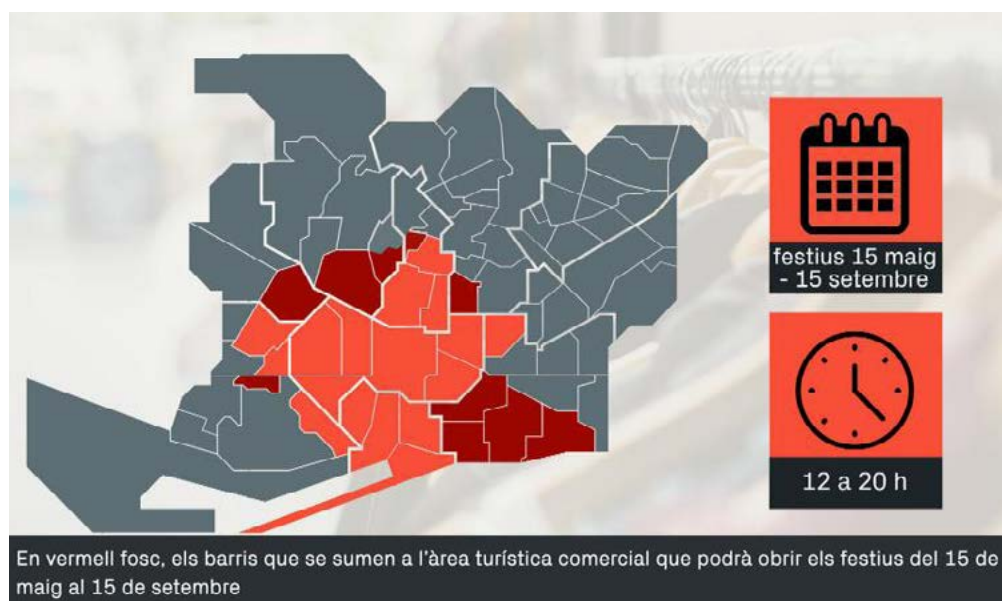 festius 15 maig
- 15 setembre
12 a 20 h
En vermell fosc, els barris que se sumen a l'àrea turística comercial que podrà obrir els festius del 15 de
maig al 15 de setembre